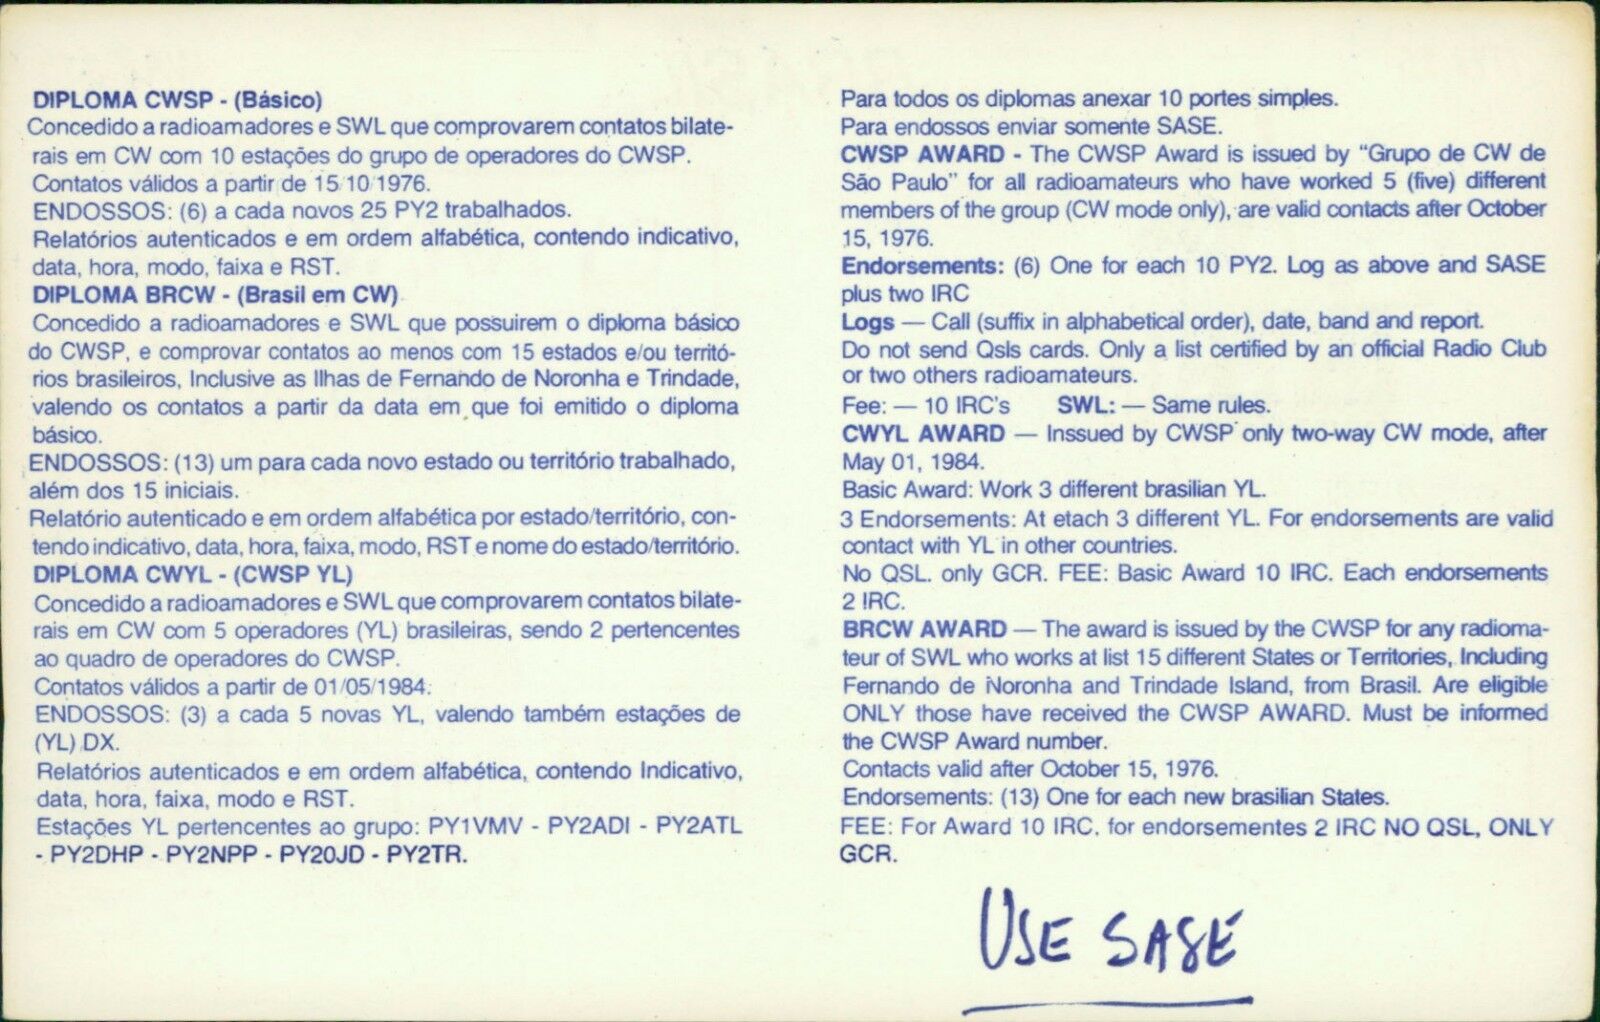 DIPLOMA CWSP - (Básico)
Concedido a radioamadores e SWL que comprovarem contatos bilate-
rais em CW com 10 estações do grupo de operadores do CWSP.
Contatos válidos a partir de 15/10/1976.
ENDOSSOS: (6) a cada novos 25 PY2 trabalhados.
Relatórios autenticados e em ordem alfabética, contendo indicativo,
data, hora, modo, faixa e RST.
DIPLOMA BRCW - (Brasil em CW)
Concedido a radioamadores e SWL que possuirem o diploma básico
do CWSP, e comprovar contatos ao menos com 15 estados e/ou territó-
rios brasileiros, Inclusive as Ilhas de Fernando de Noronha e Trindade,
valendo os contatos a partir da data em que foi emitido o diploma
básico.
ENDOSSOS: (13) um para cada novo estado ou território trabalhado,
além dos 15 iniciais.
Relatório autenticado e em ordem alfabética por estado/território, con-
tendo indicativo, data, hora, faixa, modo, RST e nome do estado/território.
DIPLOMA CWYL - (CWSP YL)
Concedido a radioamadores e SWL que comprovarem contatos bilate-
rais em CW com 5 operadores (YL) brasileiras, sendo 2 pertencentes
ao quadro de operadores do CWSP.
Contatos válidos a partir de 01/05/1984.
ENDOSSOS: (3) a cada 5 novas YL, valendo também estações de
(YL) DX.
Relatórios autenticados e em ordem alfabética, contendo Indicativo,
data, hora, faixa, modo e RST.
Estações YL pertencentes ao grupo: PY1VMV - PY2ADI - PY2ATL
- PY2DHP - PY2NPP - PY2OJD - PY2TR.
Para todos os diplomas anexar 10 portes simples.
Para endossos enviar somente SASE.
CWSP AWARD - The CWSP Award is issued by "Grupo de CW de
São Paulo" for all radioamateurs who have worked 5 (five) different
members of the group (CW mode only), are valid contacts after October
15, 1976.
Endorsements: (6) One for each 10 PY2. Log as above and SASE
plus two IRC
Logs — Call (suffix in alphabetical order), date, band and report.
Do not send Qsls cards. Only a list certified by an official Radio Club
or two others radioamateurs.
Fee: — 10 IRC's SWL: — Same rules.
CWYL AWARD — Inssued by CWSP only two-way CW mode, after
May 01, 1984.
Basic Award: Work 3 different brasilian YL.
3 Endorsements: At etach 3 different YL. For endorsements are valid
contact with YL in other countries.
No QSL. only GCR. FEE: Basic Award 10 IRC. Each endorsements
2 IRC.
BRCW AWARD — The award is issued by the CWSP for any radioma-
teur of SWL who works at list 15 different States or Territories, Including
Fernando de Noronha and Trindade Island, from Brasil. Are eligible
ONLY those have received the CWSP AWARD. Must be informed
the CWSP Award number.
Contacts valid after October 15, 1976.
Endorsements: (13) One for each new brasilian States.
FEE: For Award 10 IRC. for endorsementes 2 IRC NO QSL, ONLY
GCR.
USE SASE